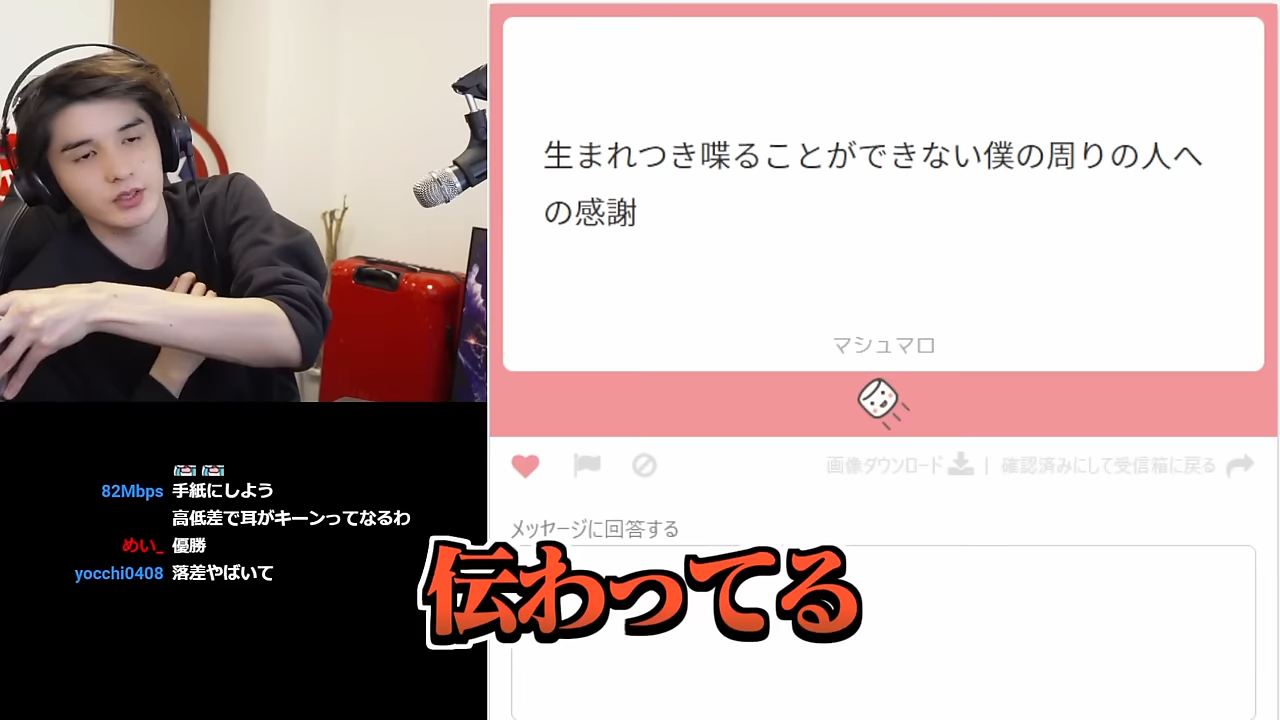 生まれつき喋ることができない僕の周りの人へ
の感謝
マシュマロ
画像ダウンロード | 確認済みにして受信箱に戻る
メッセージに回答する
82Mbps 手紙にしよう
高低差で耳がキーンってなるわ
めい_ 優勝
yocchi0408 落差やばいて
伝わってる